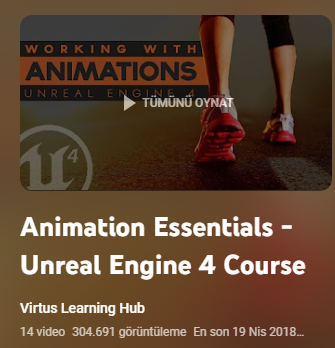 WORKING WITH
ANIMATIONS
UNREAL ENGINE 4
TÜMÜNÜ OYNAT
4
Animation Essentials -
Unreal Engine 4 Course
Virtus Learning Hub
14 video 304.691 görüntüleme En son 19 Nis 2018...